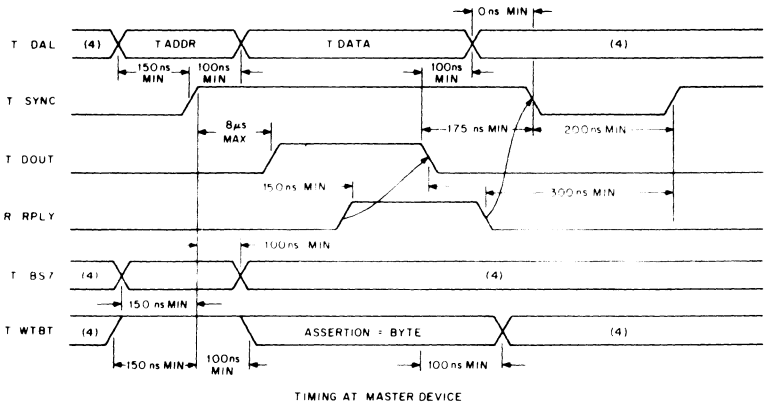 0ns MIN
T DAL (4) T ADDR T DATA (4)
150ns MIN 100ns MIN 100ns MIN
T SYNC
8μs MAX 175 ns MIN 200ns MIN
T DOUT
150ns MIN 300ns MIN
R RPLY
100ns MIN
T BS7 (4) (4)
150 ns MIN
T WTBT (4) ASSERTION = BYTE (4)
150 ns MIN 100ns MIN 100ns MIN
TIMING AT MASTER DEVICE